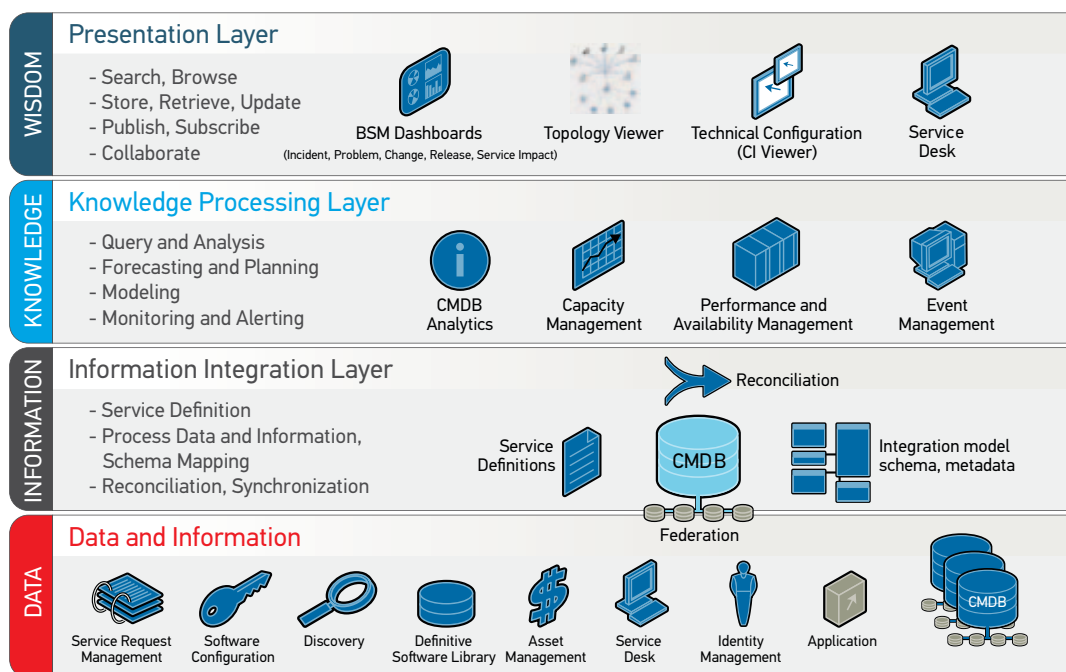 WISDOM
Presentation Layer
- Search, Browse
- Store, Retrieve, Update
- Publish, Subscribe
- Collaborate
BSM Dashboards
(Incident, Problem, Change, Release, Service Impact)
Topology Viewer
Technical Configuration
(CI Viewer)
Service
Desk
KNOWLEDGE
Knowledge Processing Layer
- Query and Analysis
- Forecasting and Planning
- Modeling
- Monitoring and Alerting
CMDB
Analytics
Capacity
Management
Performance and
Availability Management
Event
Management
INFORMATION
Information Integration Layer
- Service Definition
- Process Data and Information,
Schema Mapping
- Reconciliation, Synchronization
Service
Definitions
Reconciliation
CMDB
Integration model
schema, metadata
Federation
DATA
Data and Information
Service Request
Management
Software
Configuration
Discovery
Definitive
Software Library
Asset
Management
Service
Desk
Identity
Management
Application
CMDB